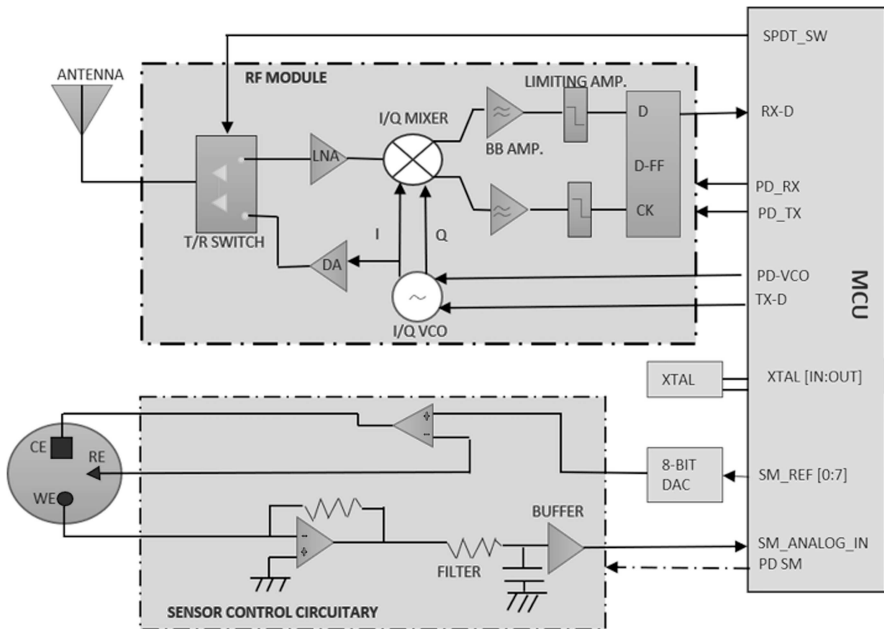 SPDT_SW
ANTENNA
RF MODULE
LIMITING AMP.
I/Q MIXER
D
RX-D
LNA
BB AMP.
D-FF
PD_RX
CK
PD_TX
T/R SWITCH
I
Q
DA
MCU
PD-VCO
TX-D
~
I/Q VCO
XTAL
XTAL [IN:OUT]
CE
+
-
RE
8-BIT
DAC
SM_REF [0:7]
WE
BUFFER
-
+
SM_ANALOG_IN
FILTER
PD SM
SENSOR CONTROL CIRCUITARY